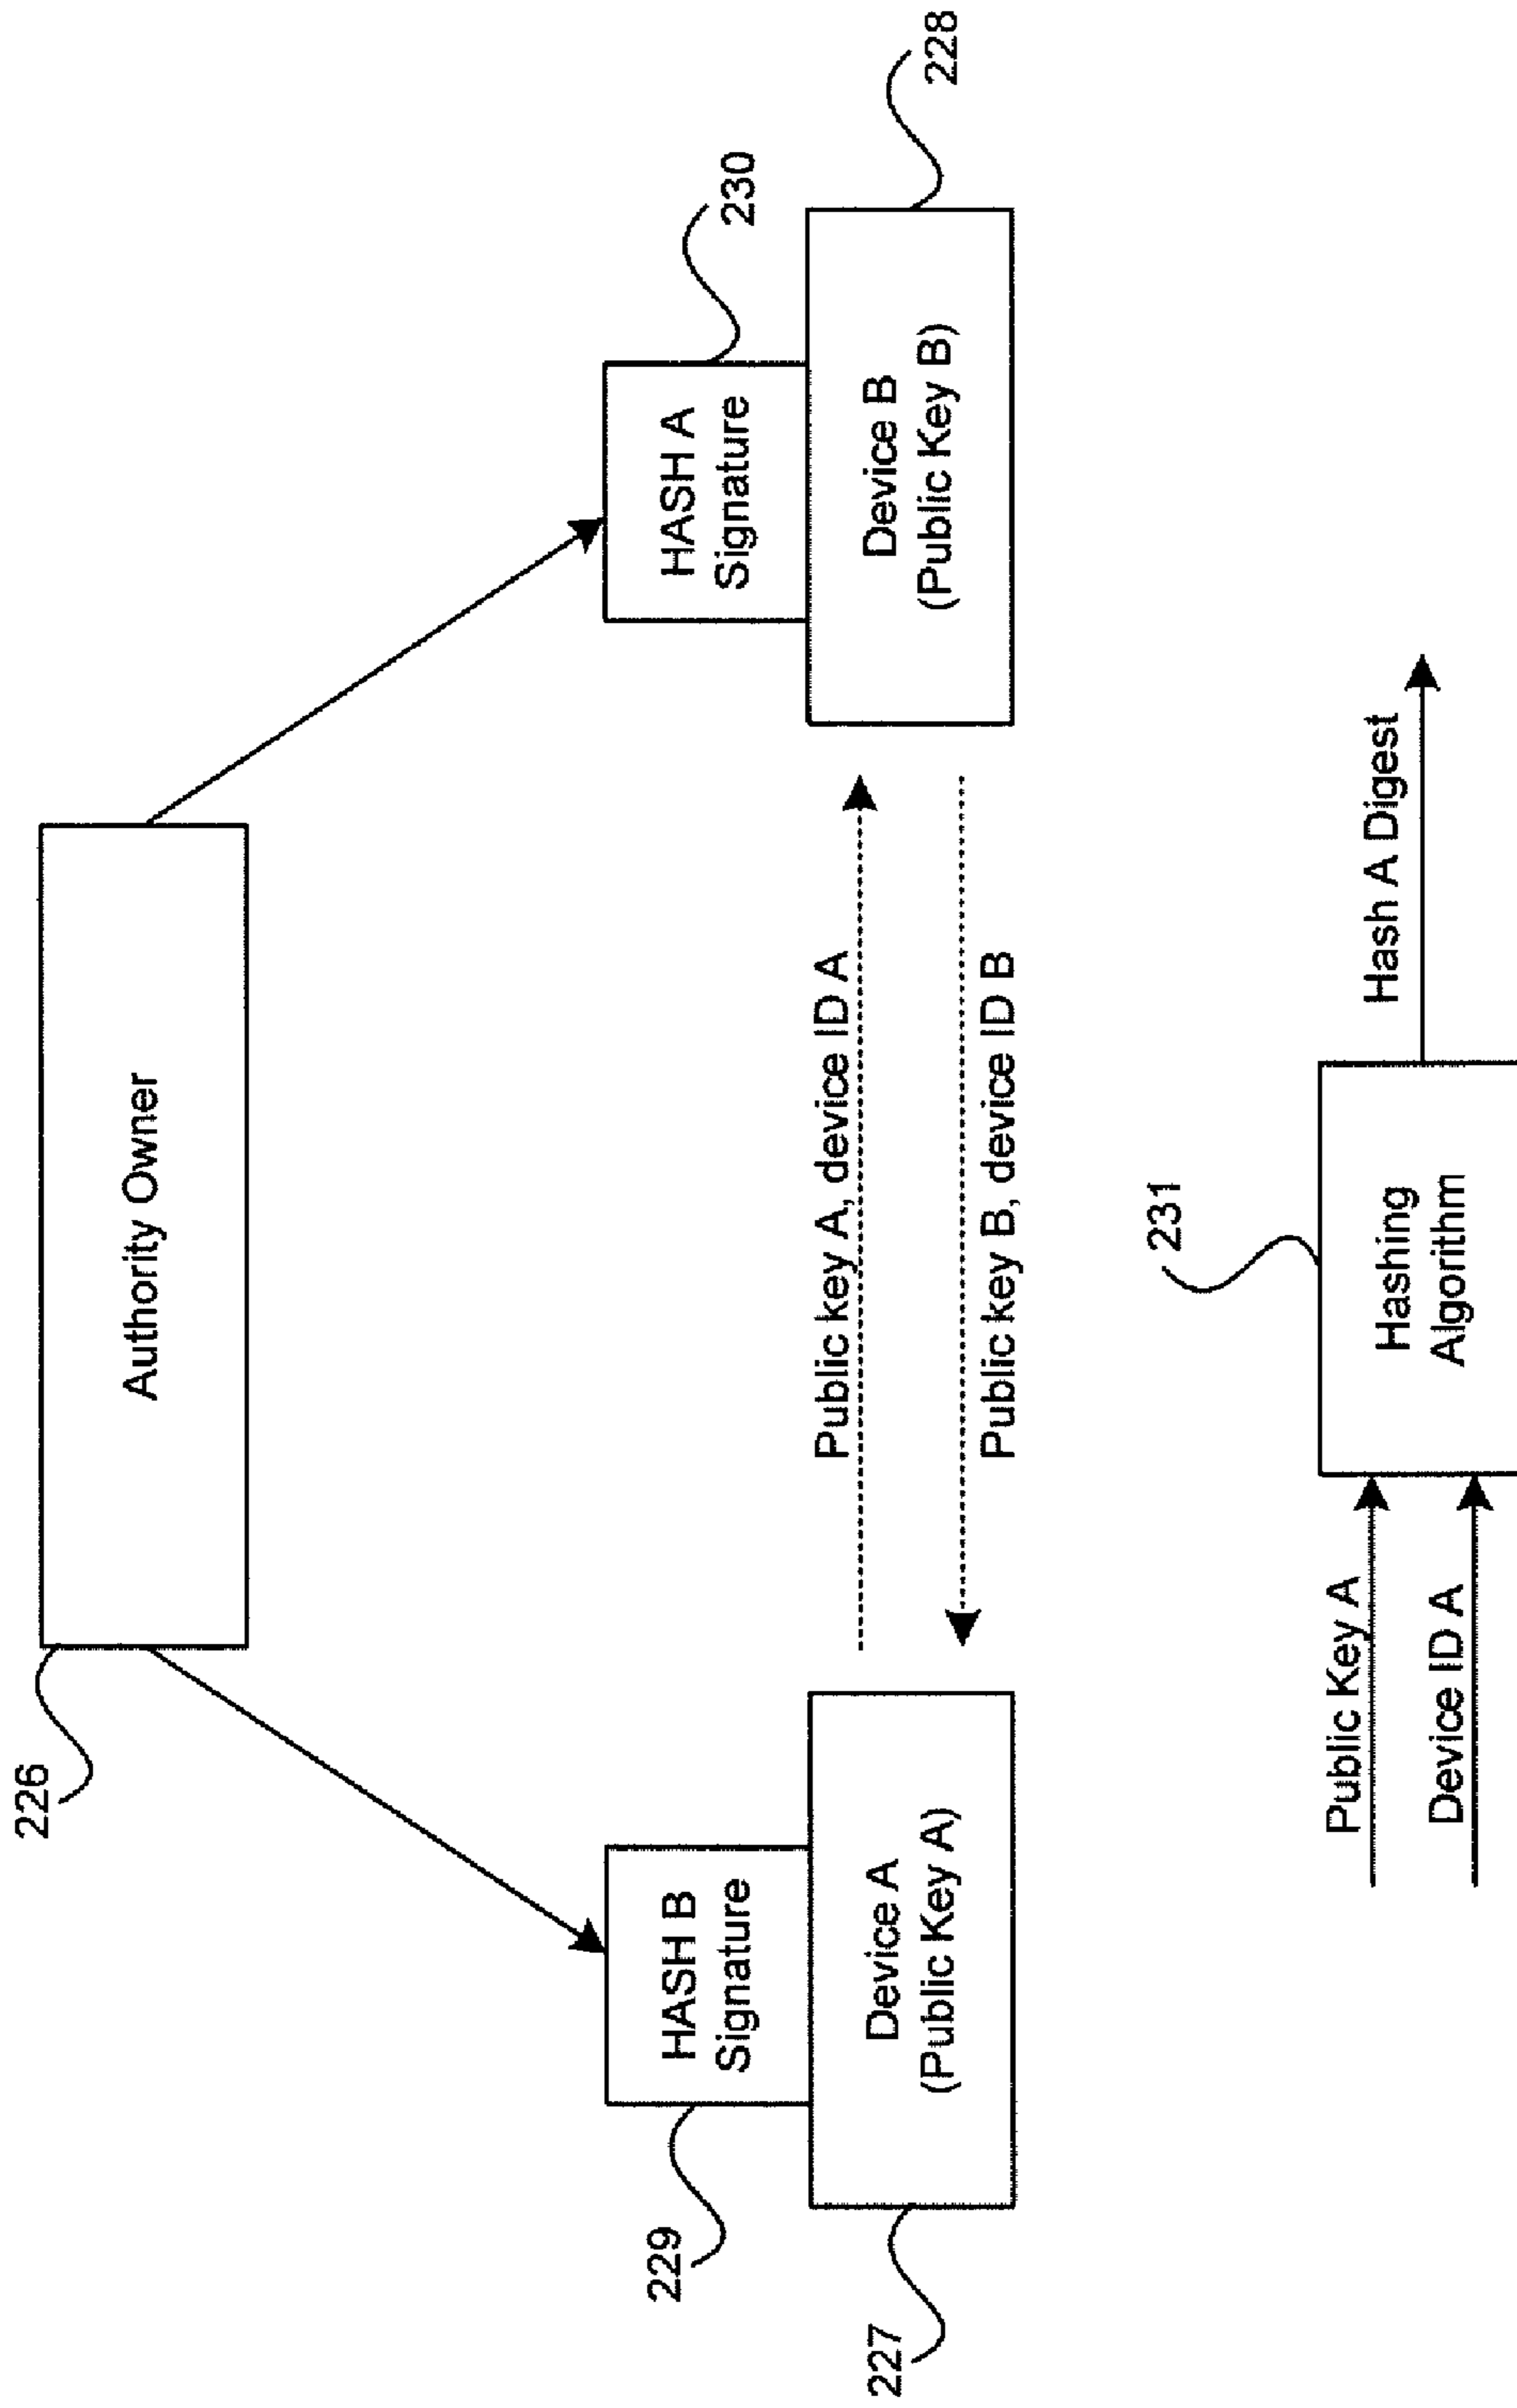 226
Authority Owner
229
HASH B
Signature
HASH A
Signature
230
227
Device A
(Public Key A)
Public key A, device ID A
Public key B, device ID B
Device B
(Public Key B)
228
Public Key A
Device ID A
231
Hashing
Algorithm
Hash A Digest